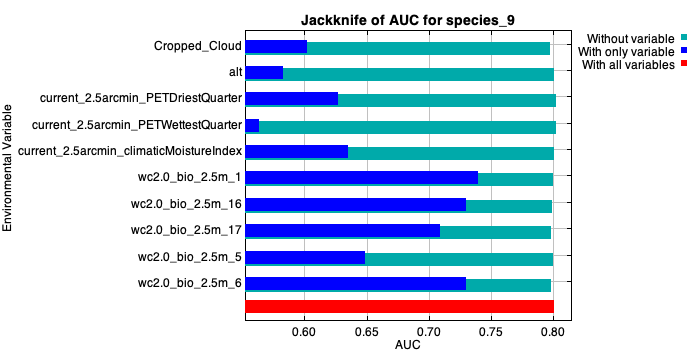 Jackknife of AUC for species_9
Without variable
With only variable
With all variables
Environmental Variable
Cropped_Cloud
alt
current_2.5arcmin_PETDriestQuarter
current_2.5arcmin_PETWettestQuarter
current_2.5arcmin_climaticMoistureIndex
wc2.0_bio_2.5m_1
wc2.0_bio_2.5m_16
wc2.0_bio_2.5m_17
wc2.0_bio_2.5m_5
wc2.0_bio_2.5m_6
0.60 0.65 0.70 0.75 0.80
AUC